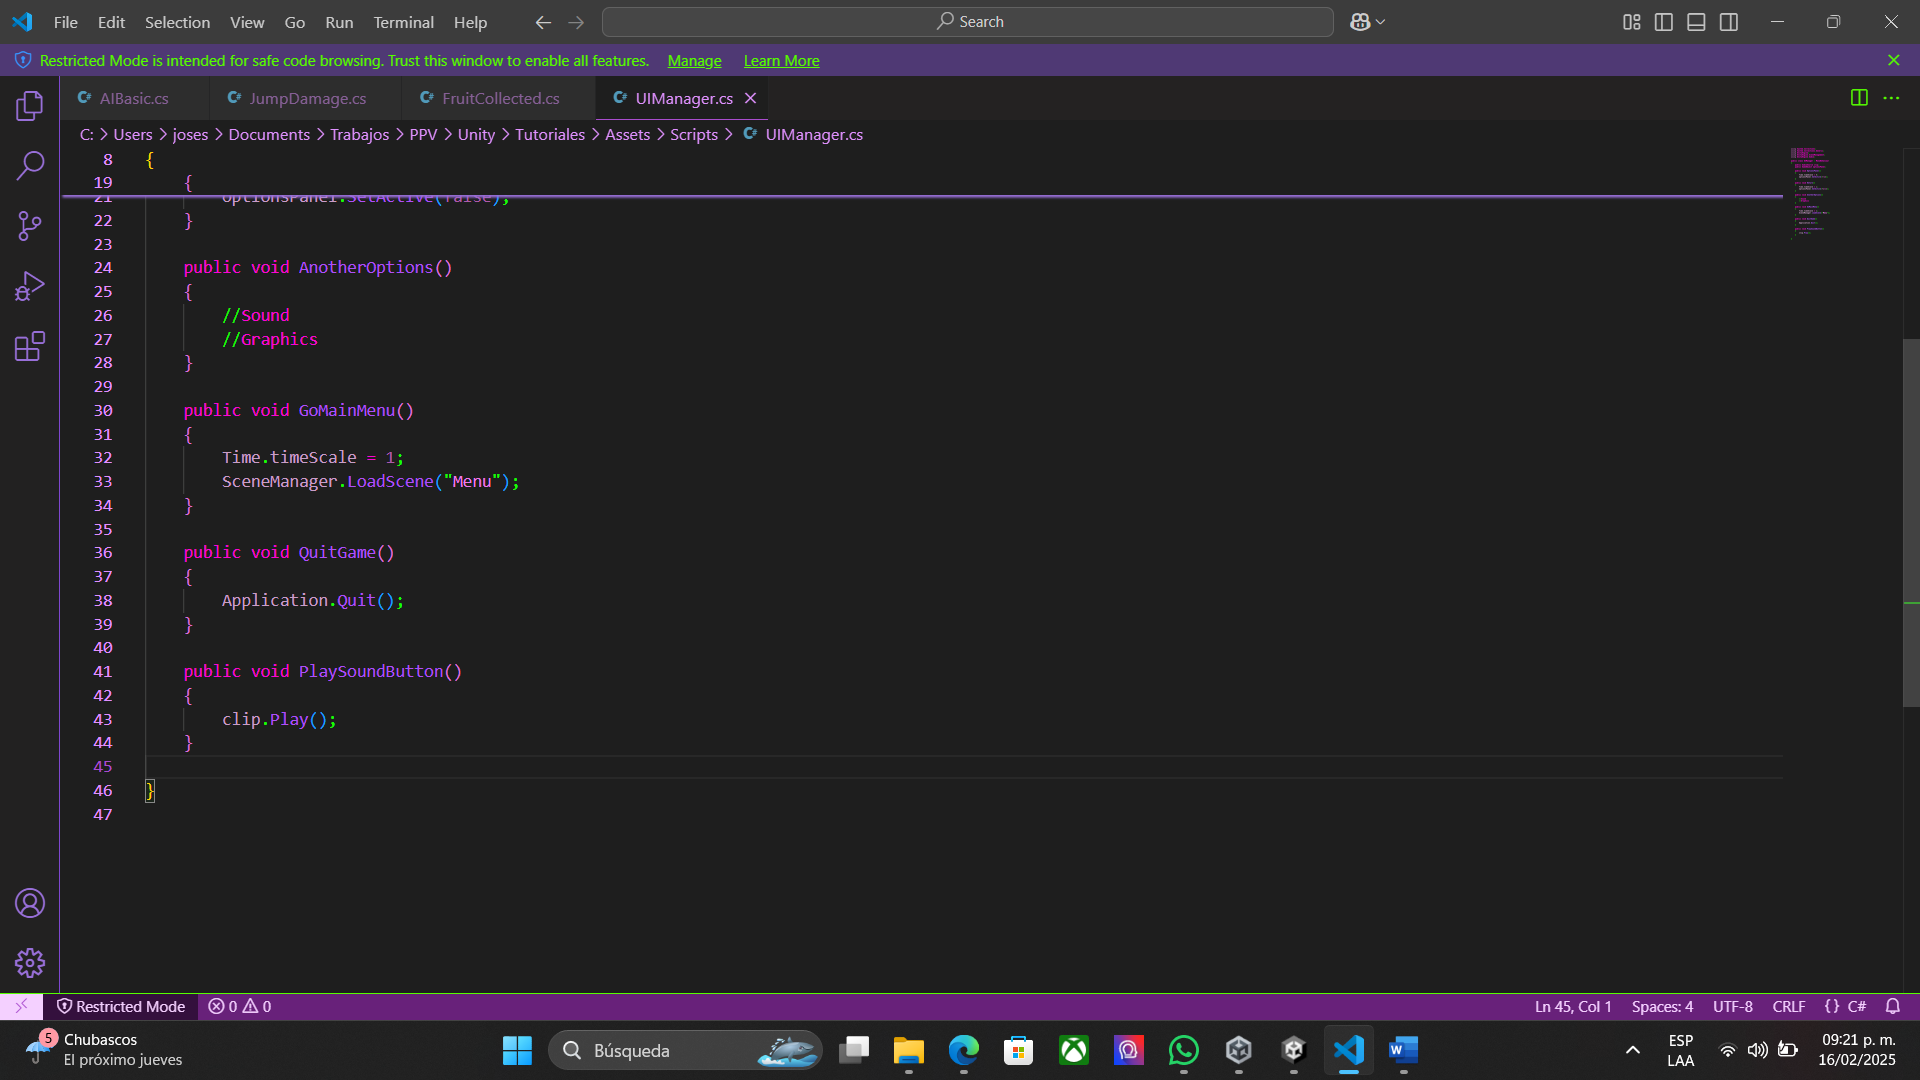 File Edit Selection View Go Run Terminal Help Search
Restricted Mode is intended for safe code browsing. Trust this window to enable all features. Manage Learn More
AIBasic.cs JumpDamage.cs FruitCollected.cs UIManager.cs
C: > Users > joses > Documents > Trabajos > PPV > Unity > Tutoriales > Assets > Scripts > UIManager.cs
8 {
19 {
21 optionsPanel.SetActive(false);
22 }
23
24 public void AnotherOptions()
25 {
26 //Sound
27 //Graphics
28 }
29
30 public void GoMainMenu()
31 {
32 Time.timeScale = 1;
33 SceneManager.LoadScene("Menu");
34 }
35
36 public void QuitGame()
37 {
38 Application.Quit();
39 }
40
41 public void PlaySoundButton()
42 {
43 clip.Play();
44 }
45
46 }
47
Restricted Mode 0 0 Ln 45, Col 1 Spaces: 4 UTF-8 CRLF {} C#
5 Chubascos
El próximo jueves
Búsqueda
ESP
LAA
09:21 p. m.
16/02/2025